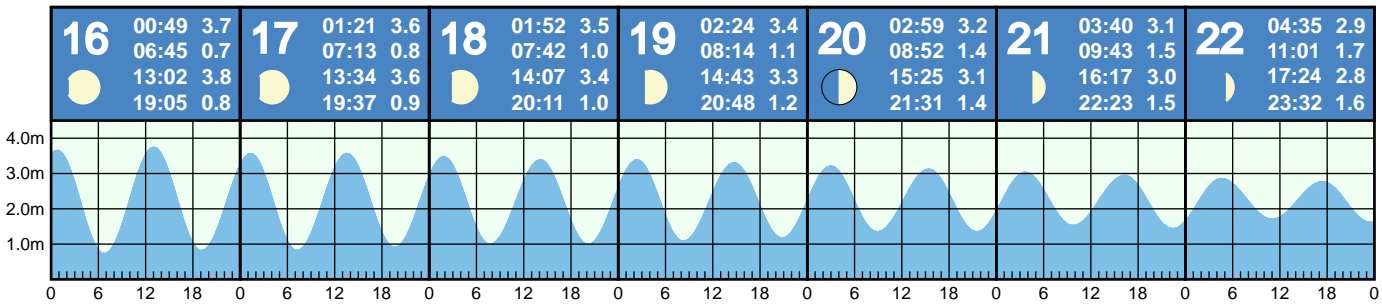 16 00:49 3.7 17 01:21 3.6 18 01:52 3.5 19 02:24 3.4 20 02:59 3.2 21 03:40 3.1 22 04:35 2.9
06:45 0.7 07:13 0.8 07:42 1.0 08:14 1.1 08:52 1.4 09:43 1.5 11:01 1.7
13:02 3.8 13:34 3.6 14:07 3.4 14:43 3.3 15:25 3.1 16:17 3.0 17:24 2.8
19:05 0.8 19:37 0.9 20:11 1.0 20:48 1.2 21:31 1.4 22:23 1.5 23:32 1.6
4.0m
3.0m
2.0m
1.0m
0 6 12 18 0 6 12 18 0 6 12 18 0 6 12 18 0 6 12 18 0 6 12 18 0 6 12 18 0